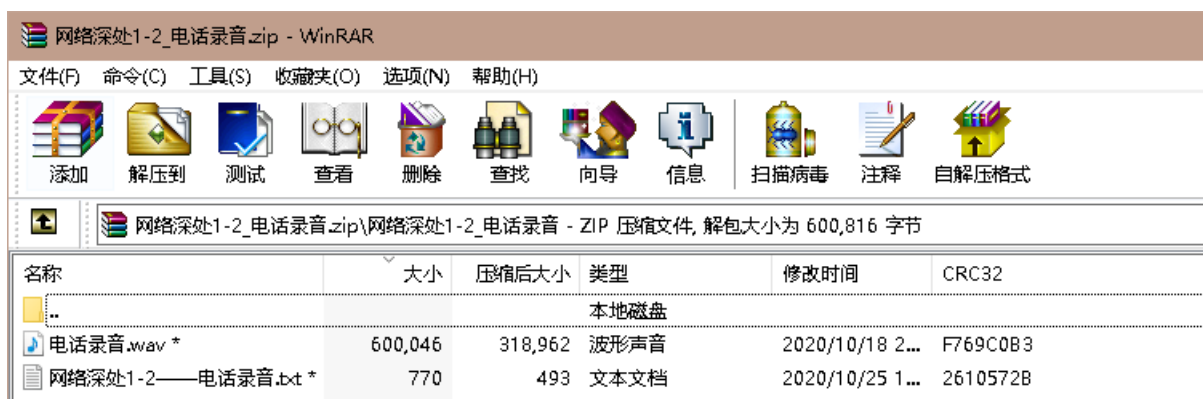 网络深处1-2_电话录音.zip - WinRAR
文件(F) 命令(C) 工具(S) 收藏夹(O) 选项(N) 帮助(H)
添加 解压到 测试 查看 删除 查找 向导 信息 扫描病毒 注释 自解压格式
网络深处1-2_电话录音.zip\网络深处1-2_电话录音 - ZIP 压缩文件, 解包大小为 600,816 字节
名称 大小 压缩后大小 类型 修改时间 CRC32
.. 本地磁盘
电话录音.wav * 600,046 318,962 波形声音 2020/10/18 2... F769C0B3
网络深处1-2——电话录音.txt * 770 493 文本文档 2020/10/25 1... 2610572B